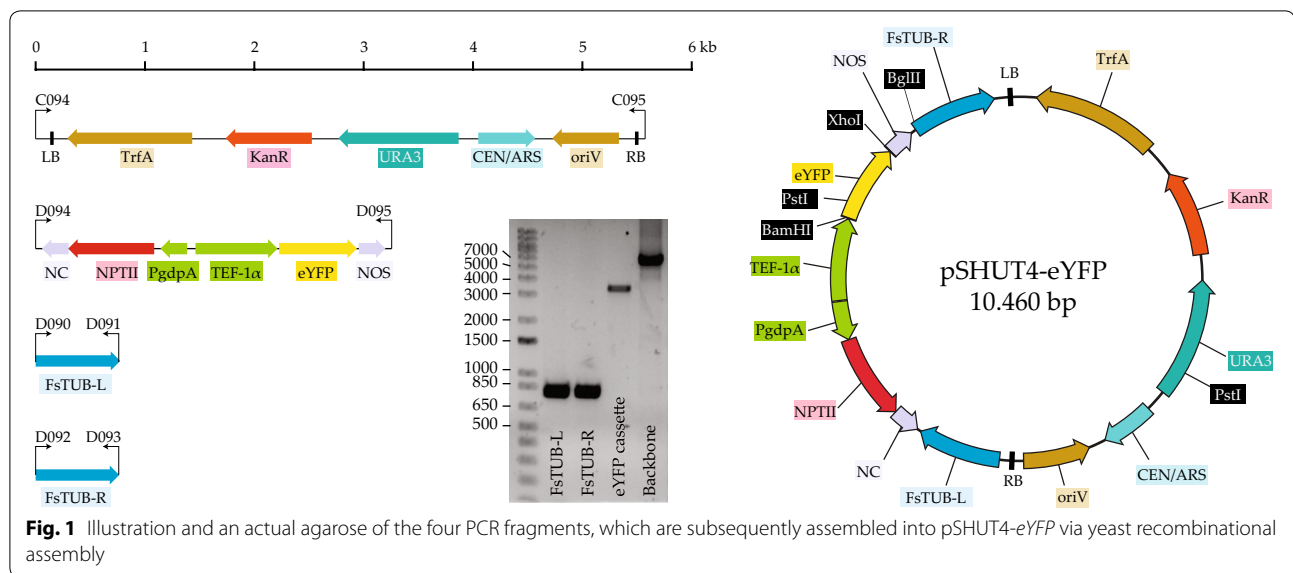 0 1 2 3 4 5 6 kb
C094 C095
LB TrfA KanR URA3 CEN/ARS oriV RB
D094 D095
NC NPTII PgdpA TEF-1α eYFP NOS
D090 D091
FsTUB-L
D092 D093
FsTUB-R
7000
5000
4000
3000
2000
1500
1000
850
650
500
FsTUB-L
FsTUB-R
eYFP cassette
Backbone
FsTUB-R
LB
TrfA
NOS
BglII
XhoI
eYFP
PstI
BamHI
TEF-1α
PgdpA
NPTII
NC
FsTUB-L
RB
oriV
CEN/ARS
PstI
URA3
KanR
pSHUT4-eYFP
10.460 bp
Fig. 1 Illustration and an actual agarose of the four PCR fragments, which are subsequently assembled into pSHUT4-eYFP via yeast recombinational
assembly